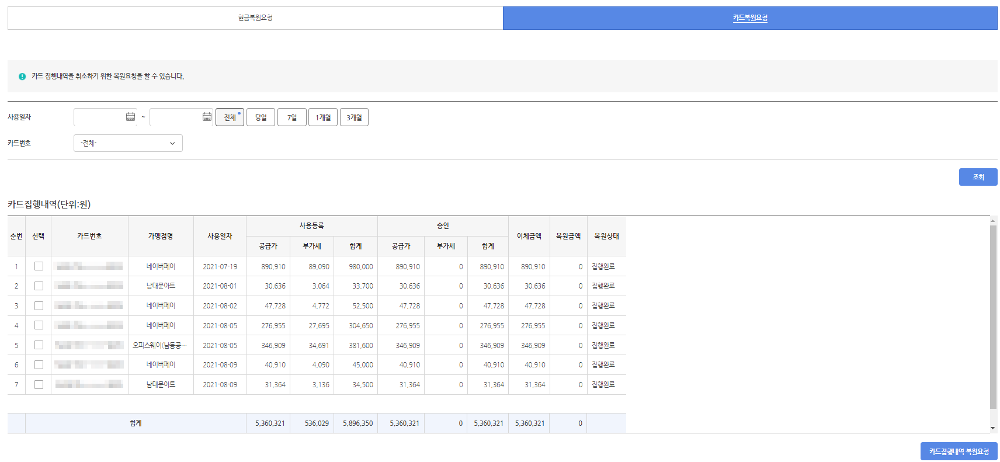 현금복원요청 카드복원요청
카드 집행내역을 취소하기 위한 복원요청을 할 수 있습니다.
사용일자 ~ 전체 당일 7일 1개월 3개월
카드번호 -전체-
조회
카드집행내역(단위:원)
순번 선택 카드번호 가맹점명 사용일자 사용등록 승인 이체금액 복원금액 복원상태
공급가 부가세 합계 공급가 부가세 합계
1 네이버페이 2021-07-19 890,910 89,090 980,000 890,910 0 890,910 890,910 0 집행완료
2 남대문아트 2021-08-01 30,636 3,064 33,700 30,636 0 30,636 30,636 0 집행완료
3 네이버페이 2021-08-02 47,728 4,772 52,500 47,728 0 47,728 47,728 0 집행완료
4 네이버페이 2021-08-05 276,955 27,695 304,650 276,955 0 276,955 276,955 0 집행완료
5 오피스웨이(남동공... 2021-08-05 346,909 34,691 381,600 346,909 0 346,909 346,909 0 집행완료
6 네이버페이 2021-08-09 40,910 4,090 45,000 40,910 0 40,910 40,910 0 집행완료
7 남대문아트 2021-08-09 31,364 3,136 34,500 31,364 0 31,364 31,364 0 집행완료
합계 5,360,321 536,029 5,896,350 5,360,321 0 5,360,321 5,360,321 0
카드집행내역 복원요청